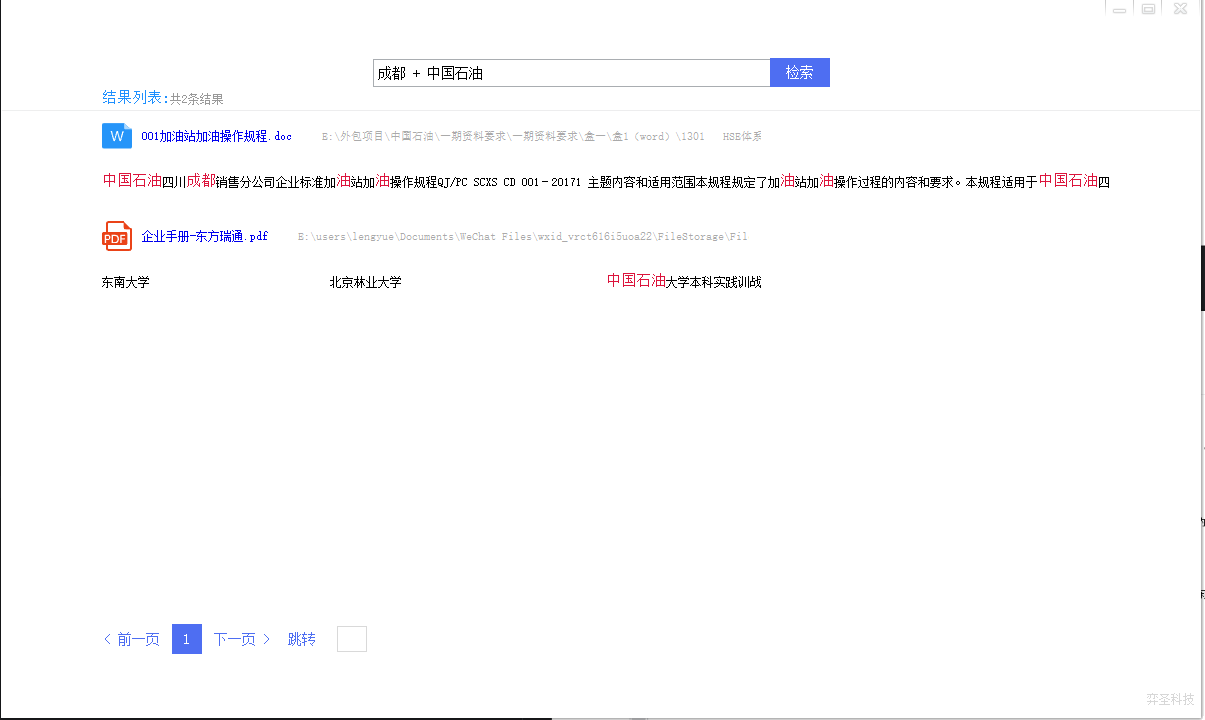 成都 + 中国石油 检索
结果列表:共2条结果
W 001加油站加油操作规程.doc E:\外包项目\中国石油\一期资料要求\一期资料要求\盒一\盒1（word）\1301 HSE体系
中国石油四川成都销售分公司企业标准加油站加油操作规程QJ/PC SCXS CD 001－20171 主题内容和适用范围本规程规定了加油站加油操作过程的内容和要求。本规程适用于中国石油四
PDF 企业手册-东方瑞通.pdf E:\users\lengyue\Documents\WeChat Files\wxid_vrct6l6i5uoa22\FileStorage\Fil
东南大学 北京林业大学 中国石油大学本科实践训战
< 前一页 1 下一页 > 跳转
弈圣科技